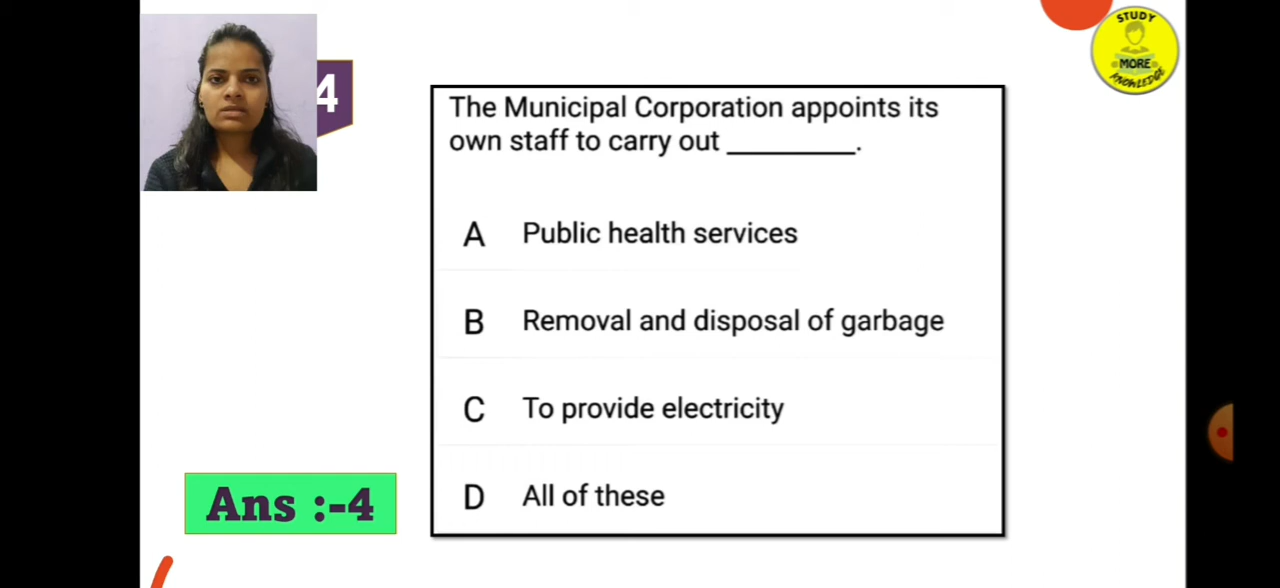 STUDY
MORE
KNOWLEDGE
4
The Municipal Corporation appoints its
own staff to carry out _________.
A Public health services
B Removal and disposal of garbage
C To provide electricity
D All of these
Ans :-4